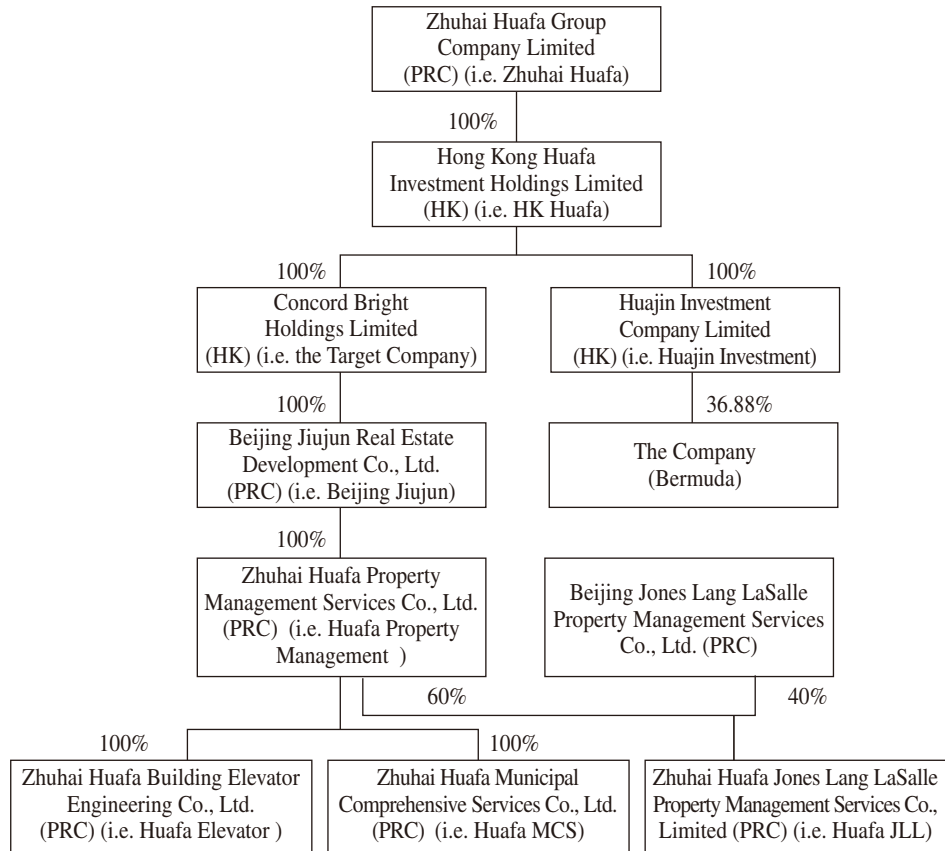 Zhuhai Huafa Group
Company Limited
(PRC) (i.e. Zhuhai Huafa)
100%
Hong Kong Huafa
Investment Holdings Limited
(HK) (i.e. HK Huafa)
100%
100%
Concord Bright
Holdings Limited
(HK) (i.e. the Target Company)
Huajin Investment
Company Limited
(HK) (i.e. Huajin Investment)
100%
36.88%
Beijing Jiujun Real Estate
Development Co., Ltd.
(PRC) (i.e. Beijing Jiujun)
The Company
(Bermuda)
100%
Zhuhai Huafa Property
Management Services Co., Ltd.
(PRC) (i.e. Huafa Property
Management )
Beijing Jones Lang LaSalle
Property Management Services
Co., Ltd. (PRC)
60%
40%
100%
100%
Zhuhai Huafa Building Elevator
Engineering Co., Ltd.
(PRC) (i.e. Huafa Elevator )
Zhuhai Huafa Municipal
Comprehensive Services Co., Ltd.
(PRC) (i.e. Huafa MCS)
Zhuhai Huafa Jones Lang LaSalle
Property Management Services Co.,
Limited (PRC) (i.e. Huafa JLL)